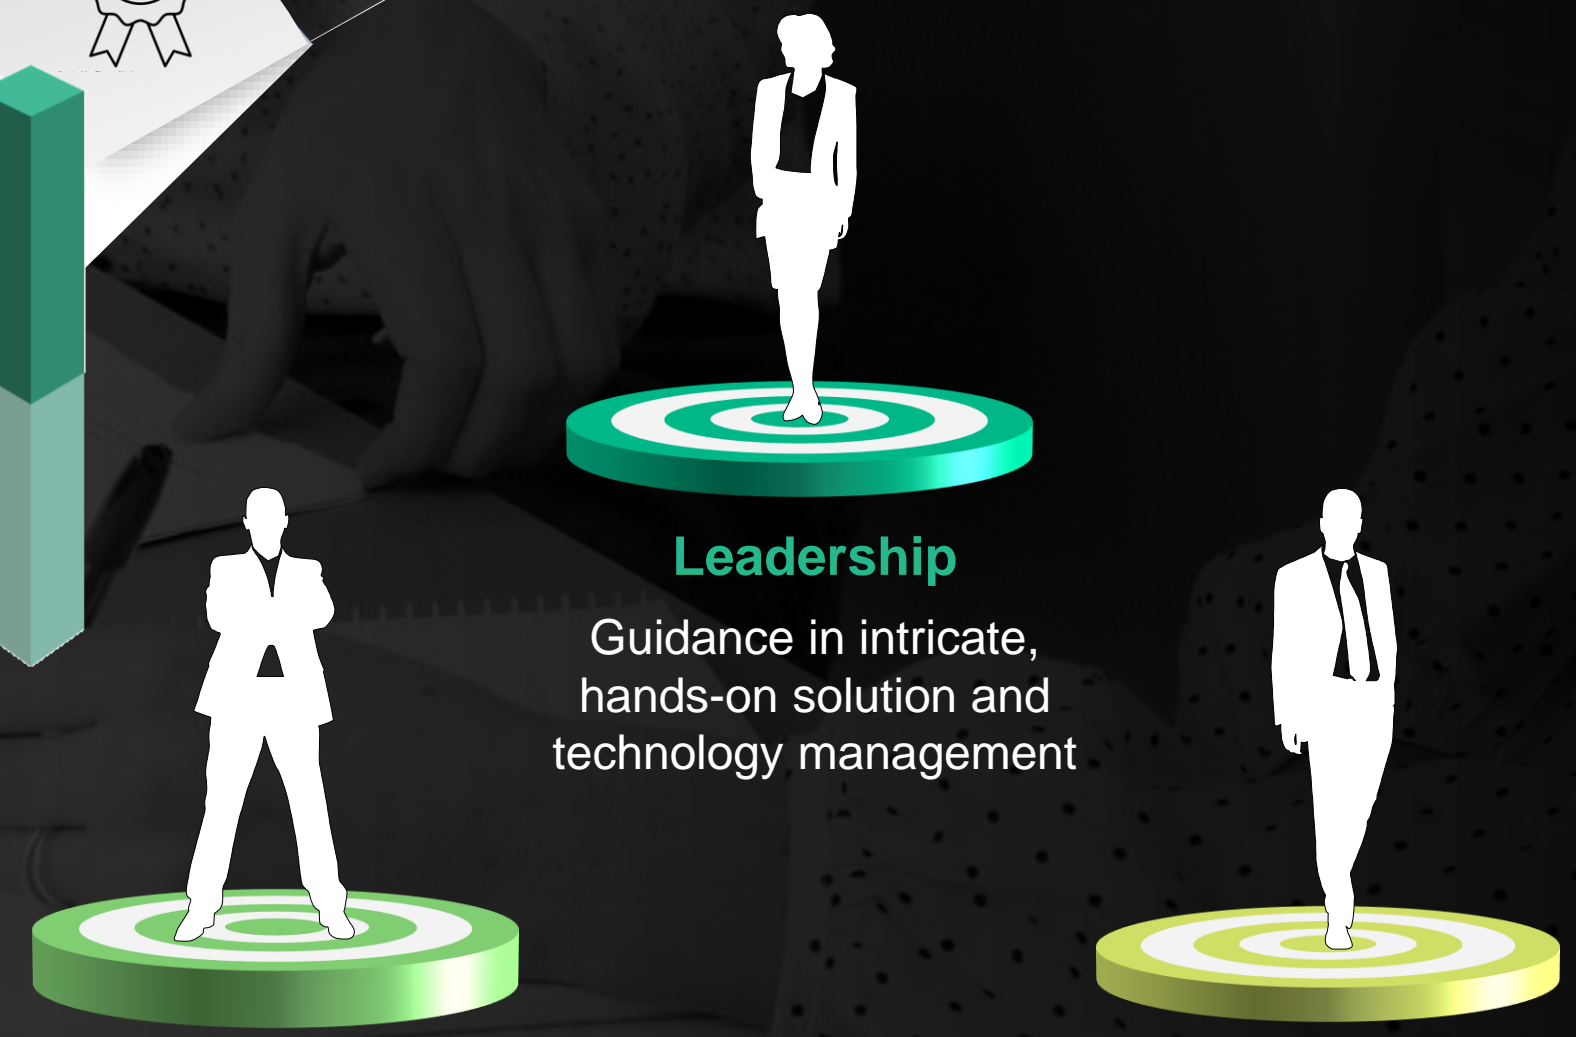 Leadership
Guidance in intricate,
hands-on solution and
technology management